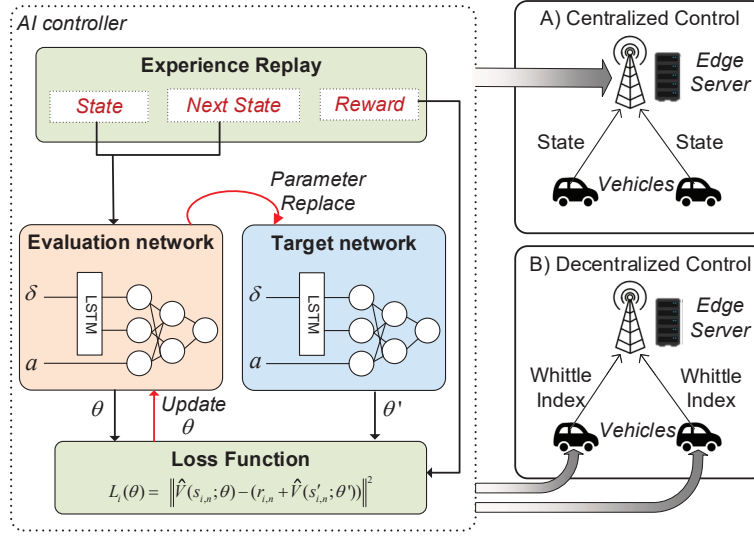 AI controller
Experience Replay
State
Next State
Reward
Parameter
Replace
Evaluation network
δ
LSTM
a
Target network
δ
LSTM
a
θ
Update
θ
θ'
Loss Function
L_i(θ) = ‖V̂(s_{i,n};θ)−(r_{i,n}+V̂(s′_{i,n};θ'))‖²
A) Centralized Control
Edge
Server
State
State
Vehicles
B) Decentralized Control
Edge
Server
Whittle
Index
Whittle
Index
Vehicles